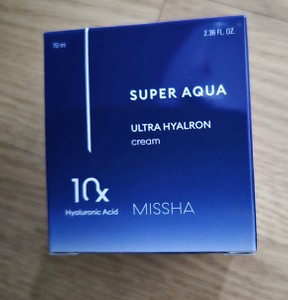 70 ml 2.36 FL. OZ.
SUPER AQUA
ULTRA HYALRON
cream
10x
Hyaluronic Acid
MISSHA